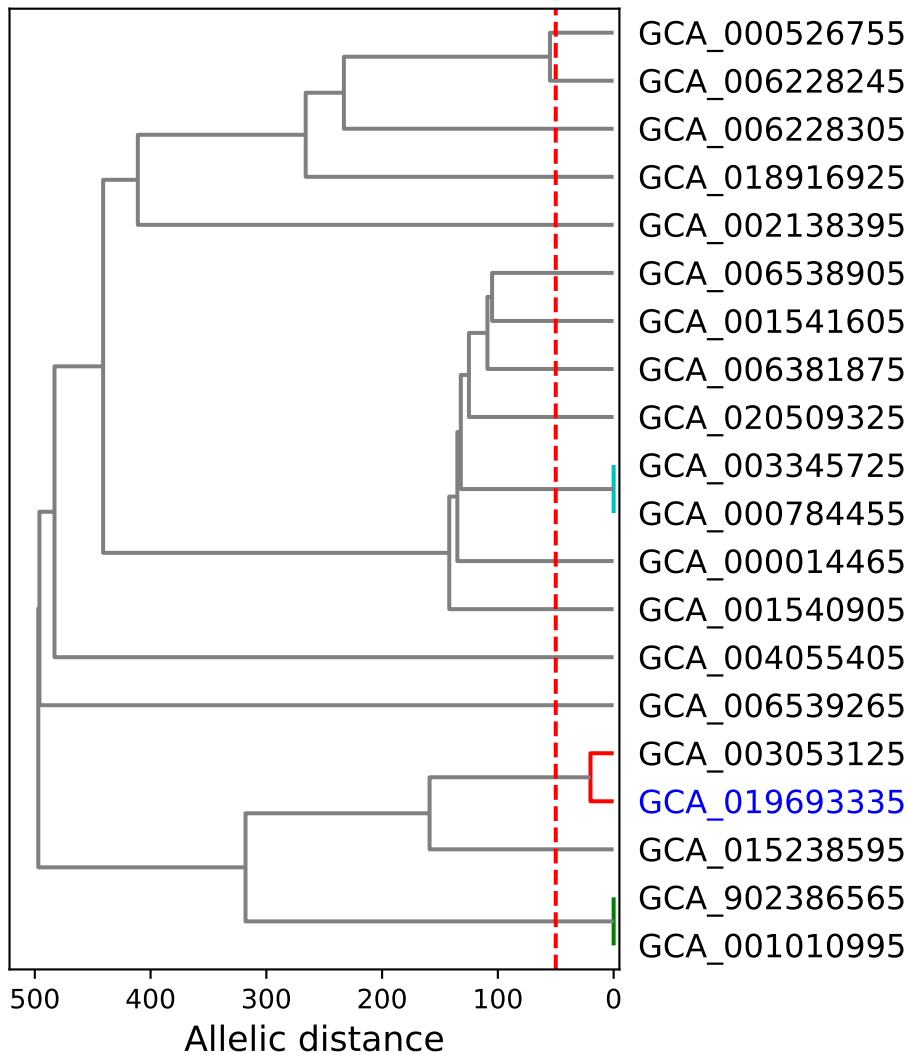 GCA_000526755
GCA_006228245
GCA_006228305
GCA_018916925
GCA_002138395
GCA_006538905
GCA_001541605
GCA_006381875
GCA_020509325
GCA_003345725
GCA_000784455
GCA_000014465
GCA_001540905
GCA_004055405
GCA_006539265
GCA_003053125
GCA_019693335
GCA_015238595
GCA_902386565
GCA_001010995
500 400 300 200 100 0
Allelic distance